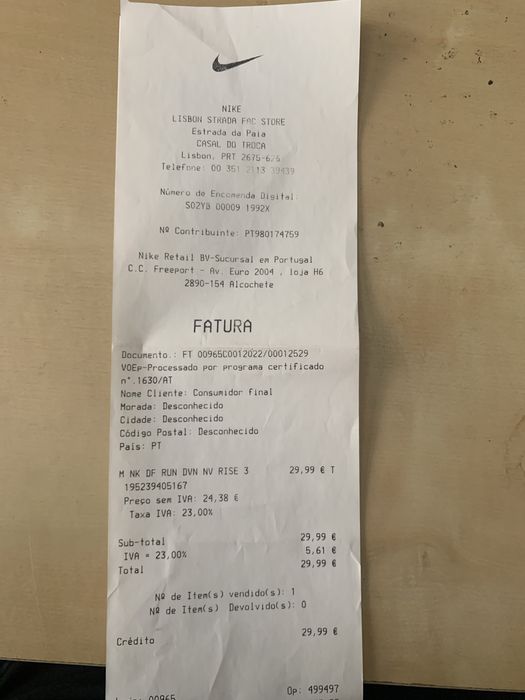 NIKE
LISBON STRADA FAC STORE
Estrada da Paia
CASAL DO TROCA
Lisbon, PRT 2675-626
Telefone: 00 351 2113 39439
Número do Encomenda Digital:
S02YB 00009 1992X
Nº Contribuinte: PT980174759
Nike Retail BV-Sucursal em Portugal
C.C. Freeport - Av. Euro 2004 , loja H6
2890-154 Alcochete
FATURA
Documento.: FT 00965C0012022/00012529
VOEp-Processado por programa certificado
nº.1630/AT
Nome Cliente: Consumidor final
Morada: Desconhecido
Cidade: Desconhecido
Código Postal: Desconhecido
País: PT
M NK DF RUN DVN NV RISE 3 29,99 € T
195239405167
Preço sem IVA: 24,38 €
Taxa IVA: 23,00%
Sub-total 29,99 €
IVA = 23,00% 5,61 €
Total 29,99 €
Nº de Item(s) vendido(s): 1
Nº de Item(s) Devolvido(s): 0
Crédito 29,99 €
00965 Op: 499497